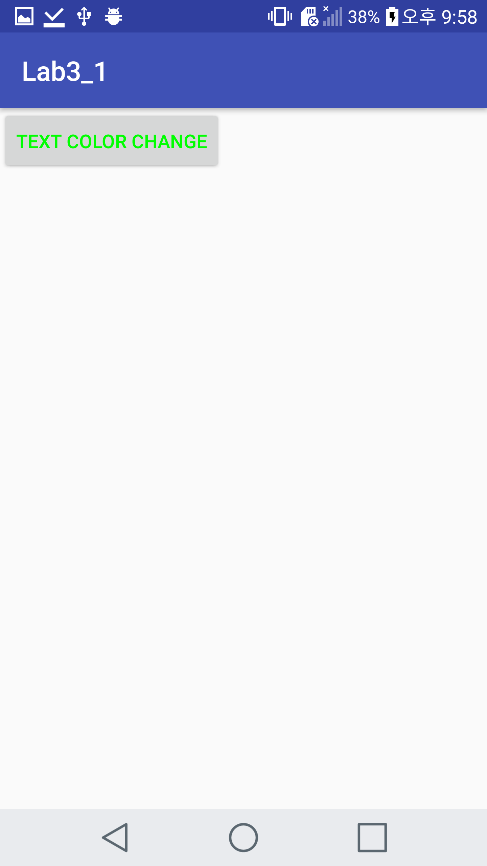 38% 오후 9:58
Lab3_1
TEXT COLOR CHANGE